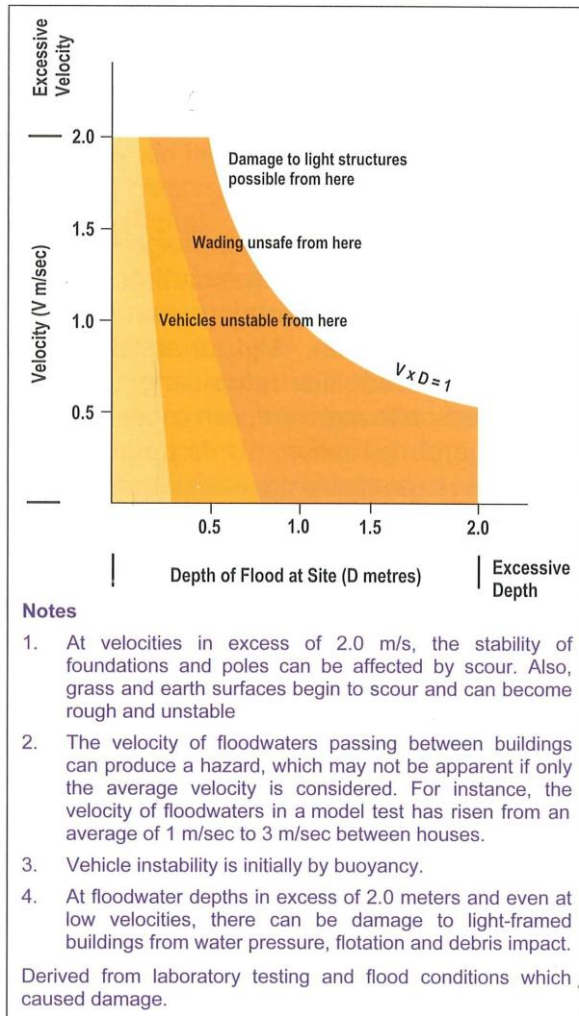 Excessive
Velocity
2.0
Damage to light structures
possible from here
1.5
Wading unsafe from here
Velocity (V m/sec)
1.0
Vehicles unstable from here
V x D = 1
0.5
0.5 1.0 1.5 2.0
Depth of Flood at Site (D metres)
Excessive
Depth
Notes
1. At velocities in excess of 2.0 m/s, the stability of
foundations and poles can be affected by scour. Also,
grass and earth surfaces begin to scour and can become
rough and unstable
2. The velocity of floodwaters passing between buildings
can produce a hazard, which may not be apparent if only
the average velocity is considered. For instance, the
velocity of floodwaters in a model test has risen from an
average of 1 m/sec to 3 m/sec between houses.
3. Vehicle instability is initially by buoyancy.
4. At floodwater depths in excess of 2.0 meters and even at
low velocities, there can be damage to light-framed
buildings from water pressure, flotation and debris impact.
Derived from laboratory testing and flood conditions which
caused damage.